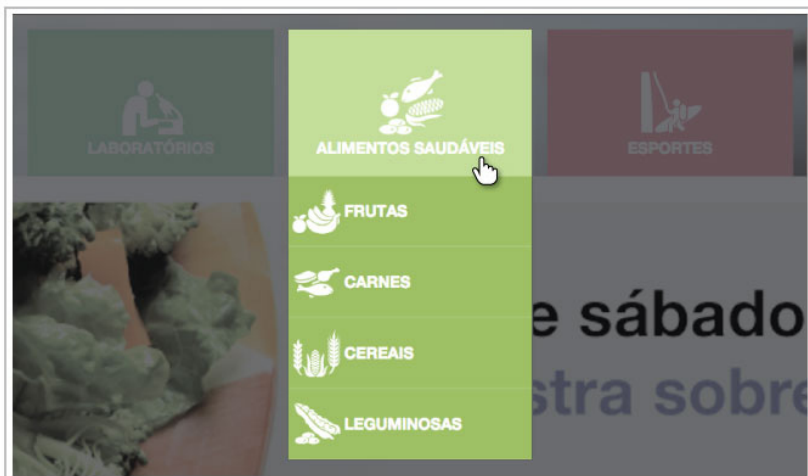 LABORATÓRIOS
ALIMENTOS SAUDÁVEIS
ESPORTES
FRUTAS
CARNES
CEREAIS
LEGUMINOSAS
e sábado
stra sobre